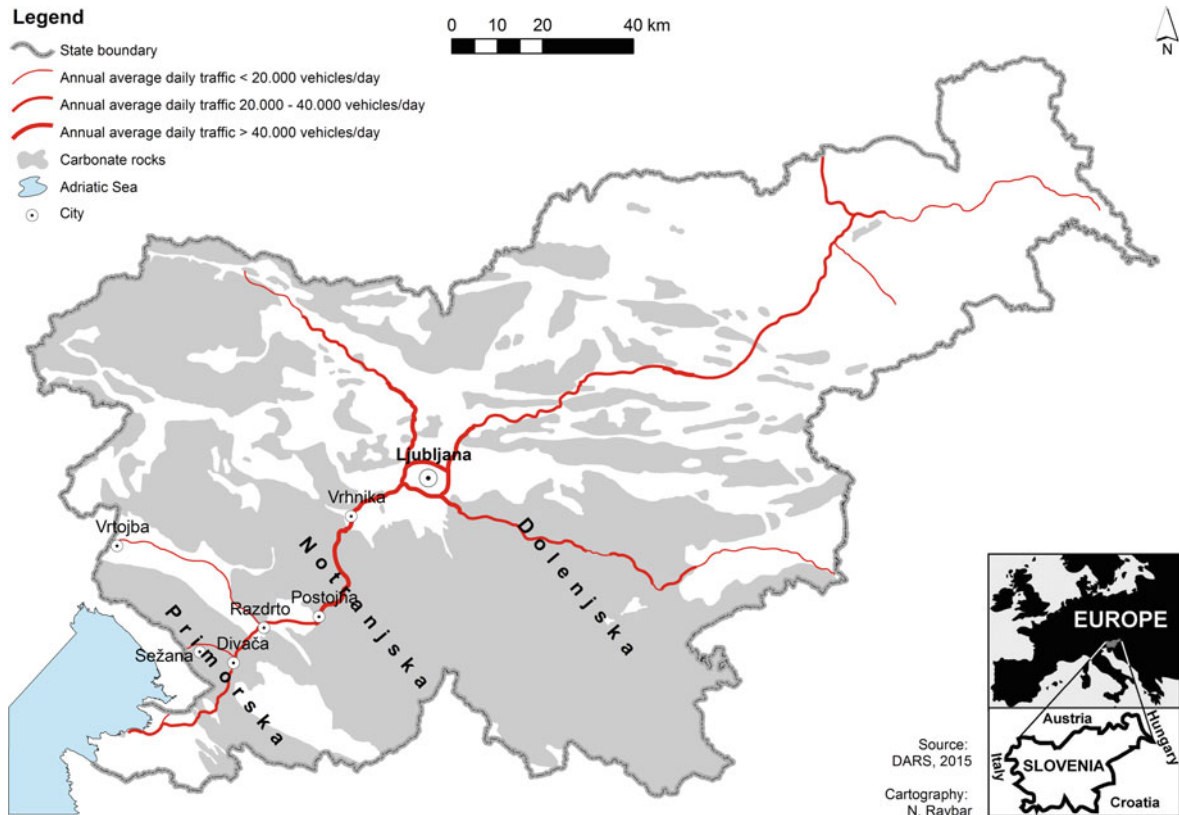 Legend
State boundary
Annual average daily traffic < 20.000 vehicles/day
Annual average daily traffic 20.000 - 40.000 vehicles/day
Annual average daily traffic > 40.000 vehicles/day
Carbonate rocks
Adriatic Sea
City
0 10 20 40 km
N
Ljubljana
Vrhnika
Vrtojba
Notranjska
Dolenjska
Postojna
Razdrto
Primorska
Divača
Sežana
EUROPE
Austria
Hungary
Italy
SLOVENIA
Croatia
Source:
DARS, 2015
Cartography:
N. Ravbar